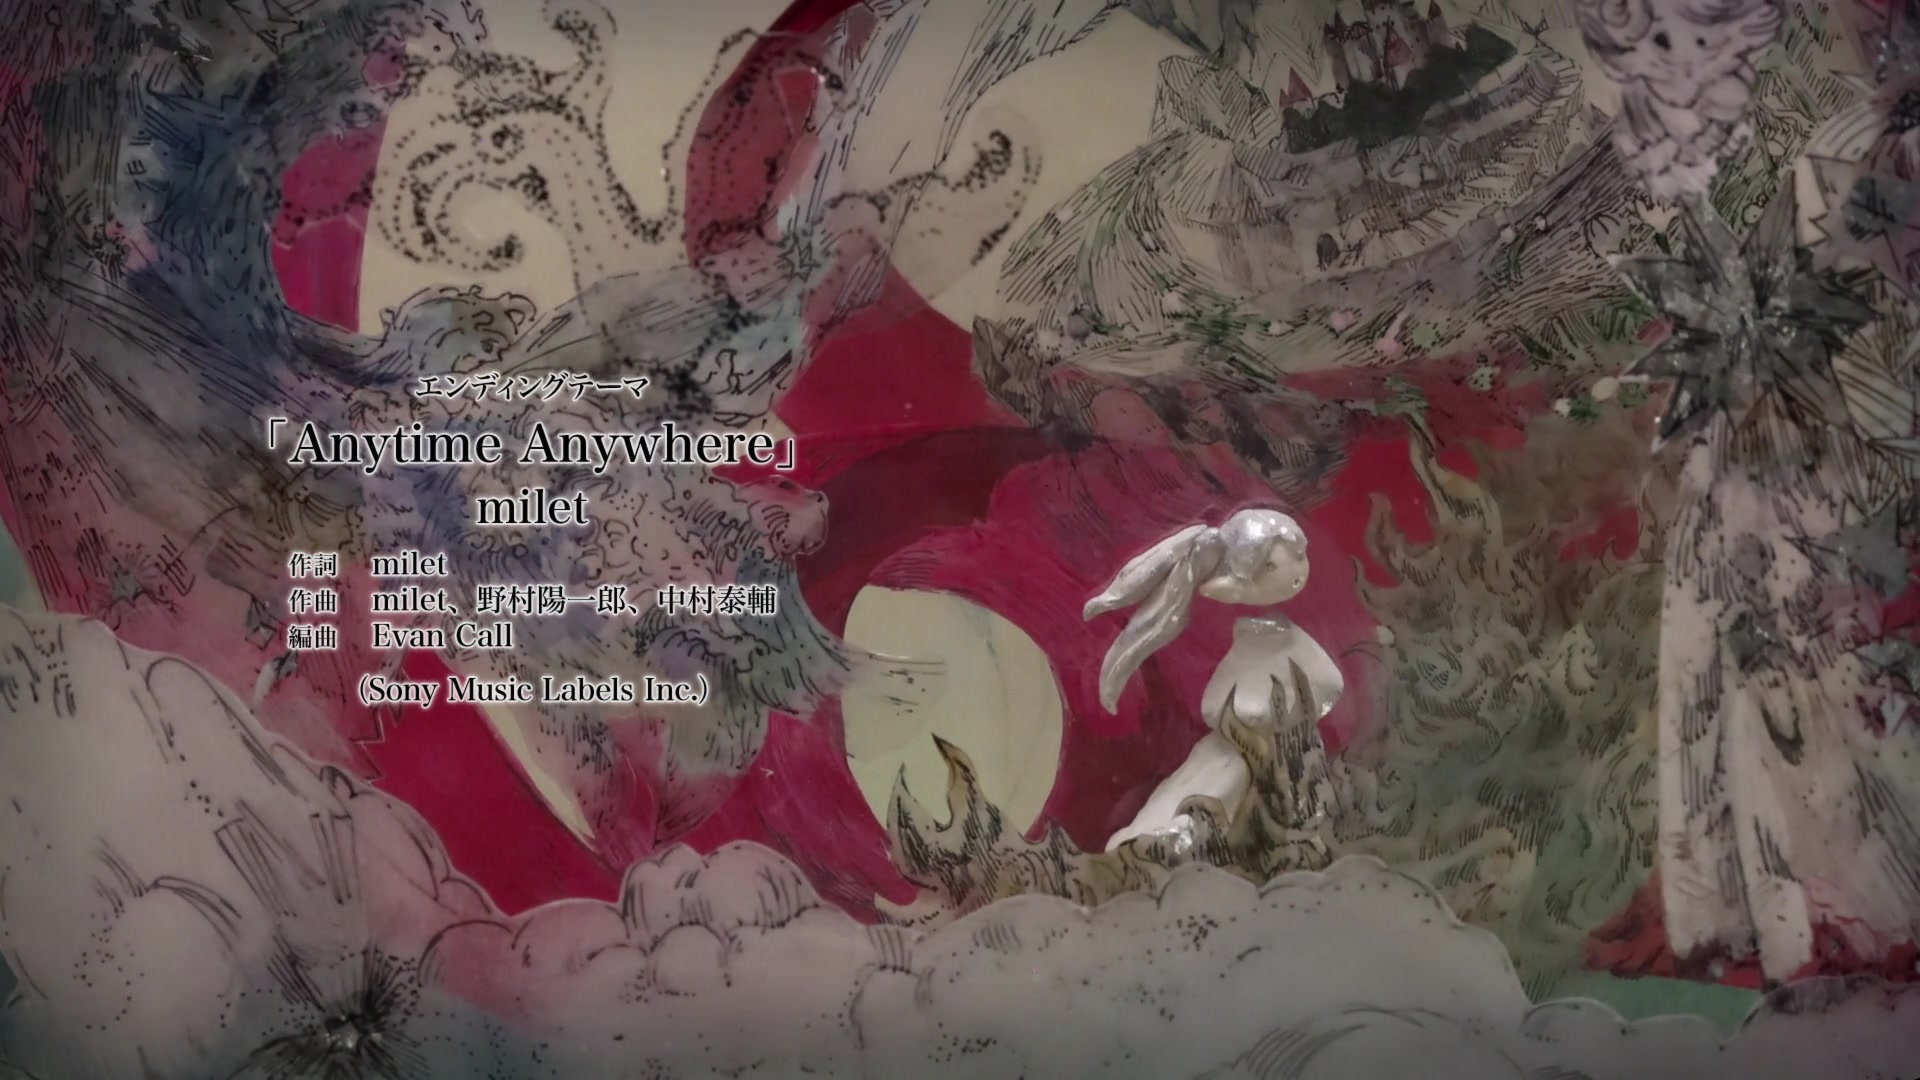 エンディングテーマ
「Anytime Anywhere」
milet
作詞 milet
作曲 milet、野村陽一郎、中村泰輔
編曲 Evan Call
(Sony Music Labels Inc.)